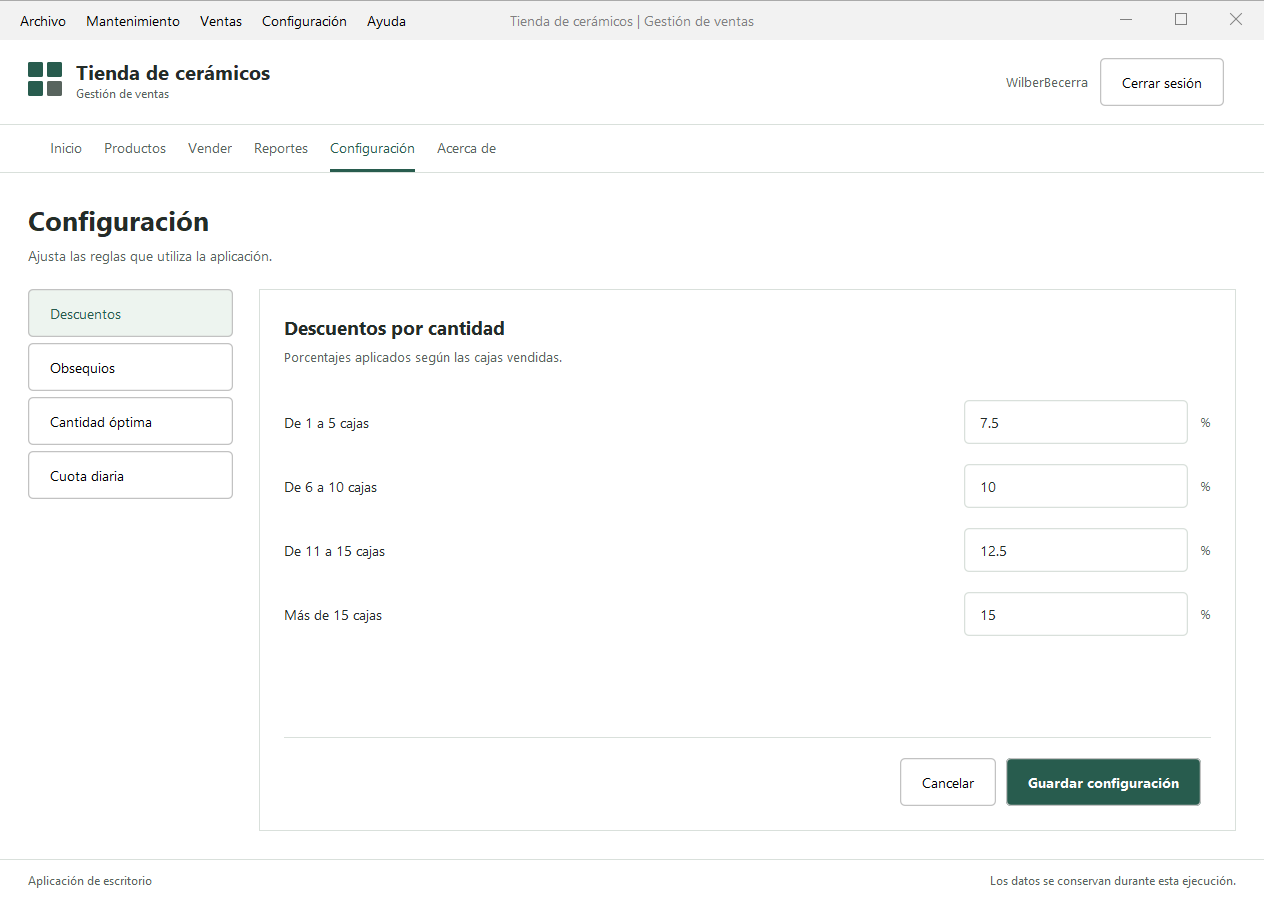 Archivo Mantenimiento Ventas Configuración Ayuda Tienda de cerámicos | Gestión de ventas
Tienda de cerámicos
Gestión de ventas
WilberBecerra
Cerrar sesión
Inicio Productos Vender Reportes Configuración Acerca de
Configuración
Ajusta las reglas que utiliza la aplicación.
Descuentos
Obsequios
Cantidad óptima
Cuota diaria
Descuentos por cantidad
Porcentajes aplicados según las cajas vendidas.
De 1 a 5 cajas 7.5 %
De 6 a 10 cajas 10 %
De 11 a 15 cajas 12.5 %
Más de 15 cajas 15 %
Cancelar Guardar configuración
Aplicación de escritorio Los datos se conservan durante esta ejecución.